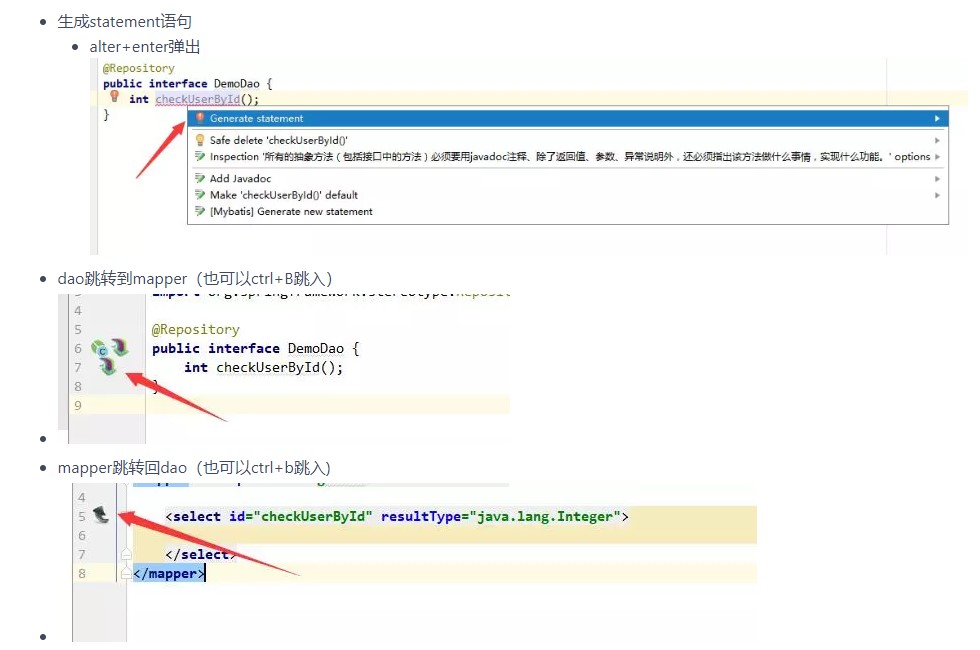 生成statement语句
alter+enter弹出
@Repository
public interface DemoDao {
int checkUserById();
}
Generate statement
Safe delete 'checkUserById()'
Inspection '所有的抽象方法（包括接口中的方法）必须要用javadoc注释、除了返回值、参数、异常说明外，还必须指出该方法做什么事情，实现什么功能。' options
Add Javadoc
Make 'checkUserById()' default
[Mybatis] Generate new statement
dao跳转到mapper（也可以ctrl+B跳入）
4
5 @Repository
6 public interface DemoDao {
7 int checkUserById();
8 }
9
mapper跳转回dao（也可以ctrl+b跳入)
4
5 <select id="checkUserById" resultType="java.lang.Integer">
6
7 </select>
8 </mapper>